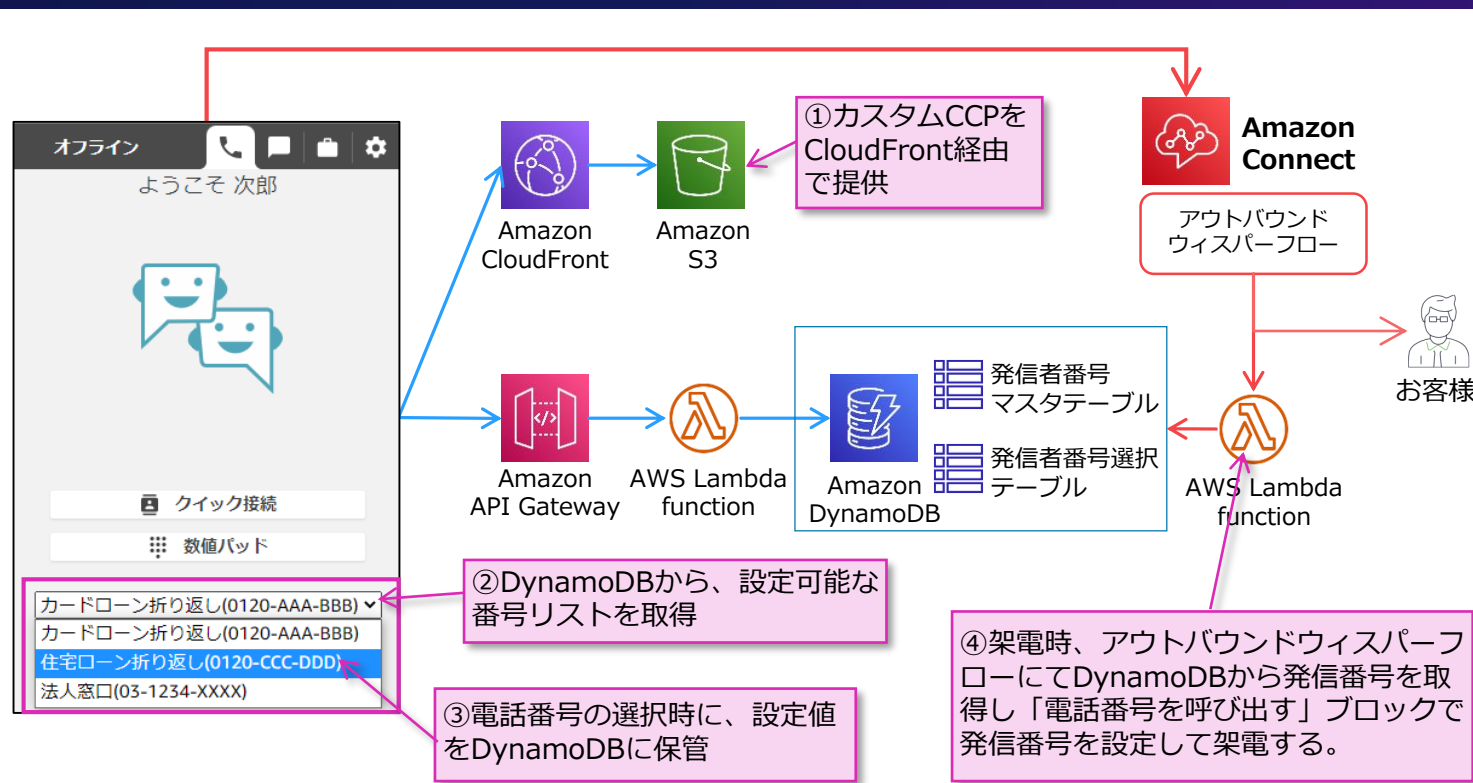 オフライン
ようこそ 次郎
クイック接続
数値パッド
カードローン折り返し(0120-AAA-BBB)
カードローン折り返し(0120-AAA-BBB)
住宅ローン折り返し(0120-CCC-DDD)
法人窓口(03-1234-XXXX)
Amazon
CloudFront
Amazon
S3
①カスタムCCPを
CloudFront経由
で提供
Amazon
Connect
アウトバウンド
ウィスパーフロー
お客様
Amazon
API Gateway
AWS Lambda
function
Amazon
DynamoDB
発信者番号
マスタテーブル
発信者番号選択
テーブル
AWS Lambda
function
②DynamoDBから、設定可能な
番号リストを取得
③電話番号の選択時に、設定値
をDynamoDBに保管
④架電時、アウトバウンドウィスパーフ
ローにてDynamoDBから発信番号を取
得し「電話番号を呼び出す」ブロックで
発信番号を設定して架電する。